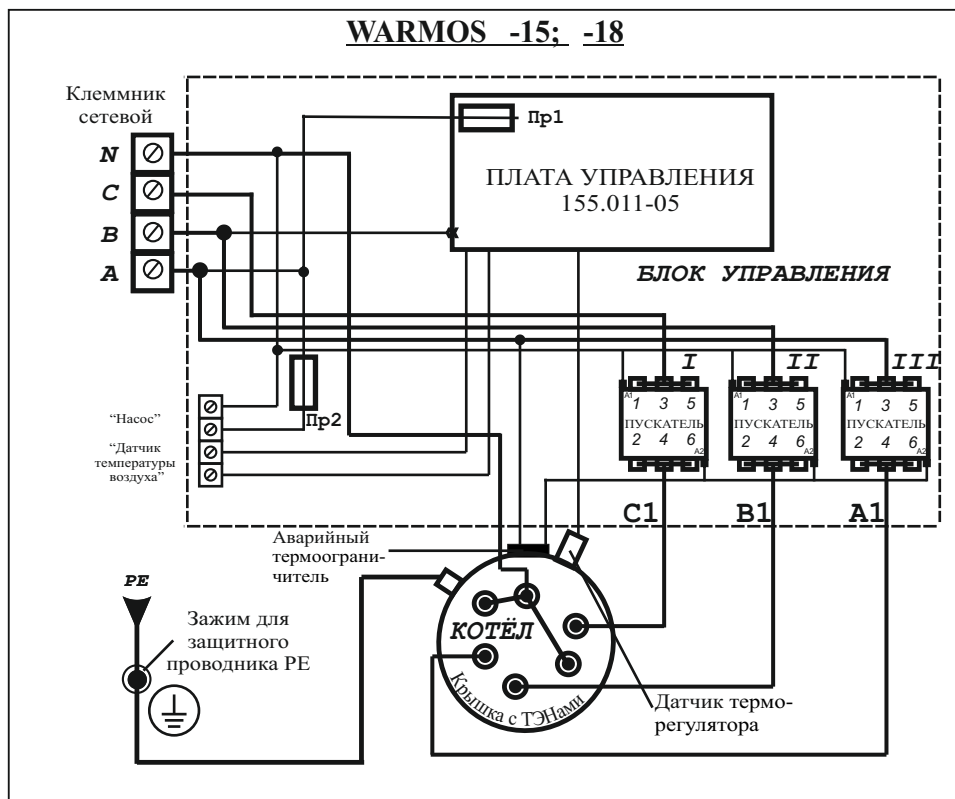 WARMOS -15; -18
Клеммник
сетевой
N
C
B
A
Пр1
ПЛАТА УПРАВЛЕНИЯ
155.011-05
БЛОК УПРАВЛЕНИЯ
I
II
III
A1
1 3 5
ПУСКАТЕЛЬ
2 4 6
A2
A1
1 3 5
ПУСКАТЕЛЬ
2 4 6
A2
A1
1 3 5
ПУСКАТЕЛЬ
2 4 6
A2
“Насос”
Пр2
“Датчик
температуры
воздуха”
C1
B1
A1
Аварийный
термоограни-
читель
PE
Зажим для
защитного
проводника PE
КОТЁЛ
Крышка с ТЭНами
Датчик термо-
регулятора